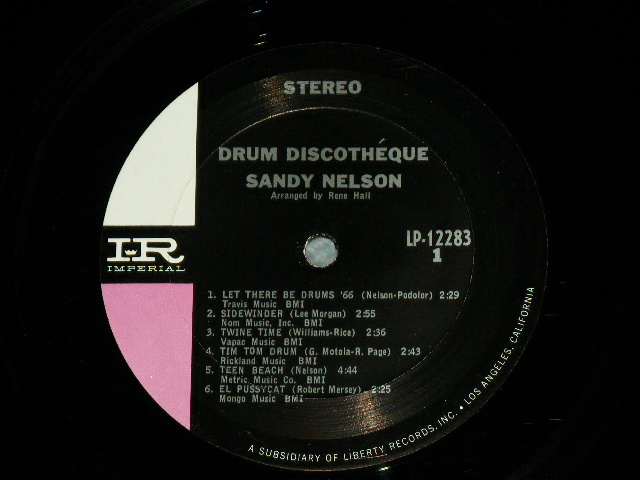 STEREO
DRUM DISCOTHÉQUE
SANDY NELSON
Arranged by Rene Hall
IR
IMPERIAL
LP-12283
1
1. LET THERE BE DRUMS '66 (Nelson-Podolor) 2:29
Travis Music BMI
2. SIDEWINDER (Lee Morgan) 2:55
Nom Music, Inc. BMI
3. TWINE TIME (Williams-Rice) 2:36
Vapac Music BMI
4. TIM TOM DRUM (G. Motola-R. Page) 2:43
Rickland Music BMI
5. TEEN BEACH (Nelson) 4:44
Metric Music Co. BMI
6. EL PUSSYCAT (Robert Mersey) 2:25
Mongo Music BMI
A SUBSIDIARY OF LIBERTY RECORDS, INC. • LOS ANGELES, CALIFORNIA